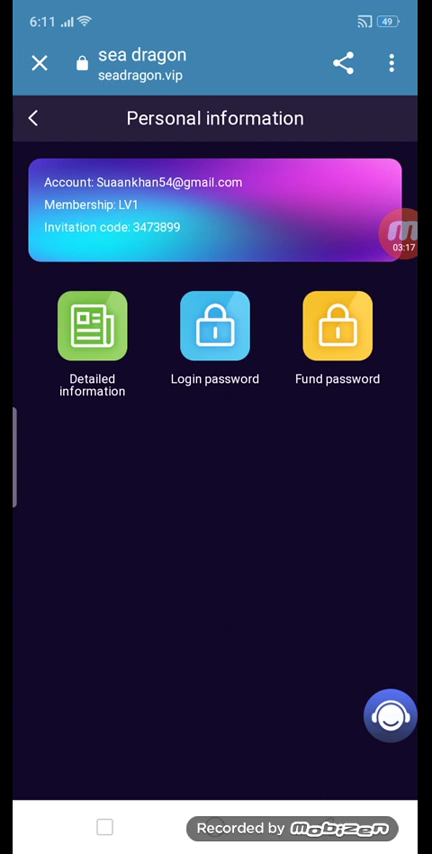 6:11
49
sea dragon
seadragon.vip
Personal information
Account: Suaankhan54@gmail.com
Membership: LV1
Invitation code: 3473899
03:17
Detailed
information
Login password
Fund password
Recorded by mobizen